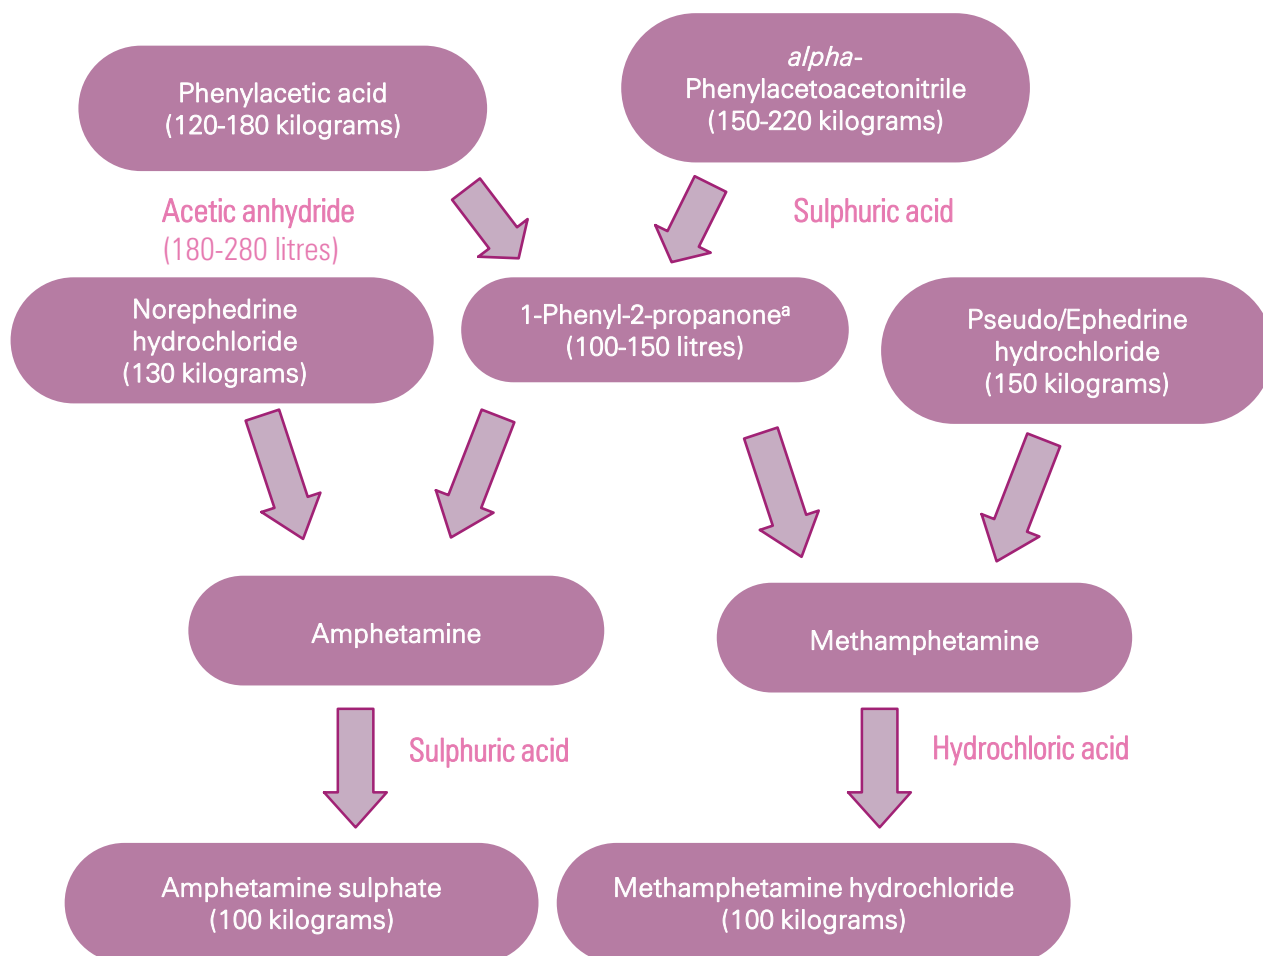 Phenylacetic acid
(120-180 kilograms)
alpha-
Phenylacetoacetonitrile
(150-220 kilograms)
Acetic anhydride
(180-280 litres)
Sulphuric acid
Norephedrine
hydrochloride
(130 kilograms)
1-Phenyl-2-propanoneᵃ
(100-150 litres)
Pseudo/Ephedrine
hydrochloride
(150 kilograms)
Amphetamine
Methamphetamine
Sulphuric acid
Hydrochloric acid
Amphetamine sulphate
(100 kilograms)
Methamphetamine hydrochloride
(100 kilograms)